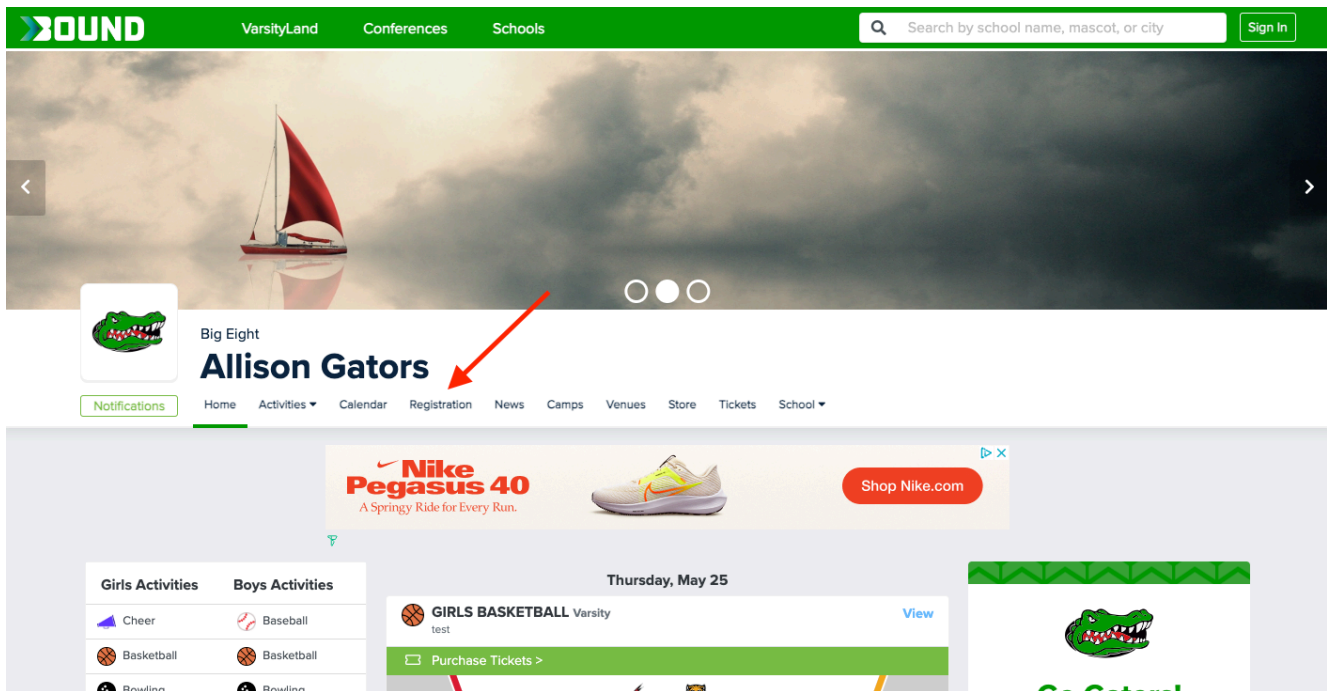 BOUND VarsityLand Conferences Schools Search by school name, mascot, or city Sign In
Big Eight
Allison Gators
Notifications Home Activities Calendar Registration News Camps Venues Store Tickets School
Nike
Pegasus 40
A Springy Ride for Every Run.
Shop Nike.com
Girls Activities Boys Activities
Cheer Baseball
Basketball Basketball
Bowling Bowling
Thursday, May 25
GIRLS BASKETBALL Varsity View
test
Purchase Tickets >
Go Gators!